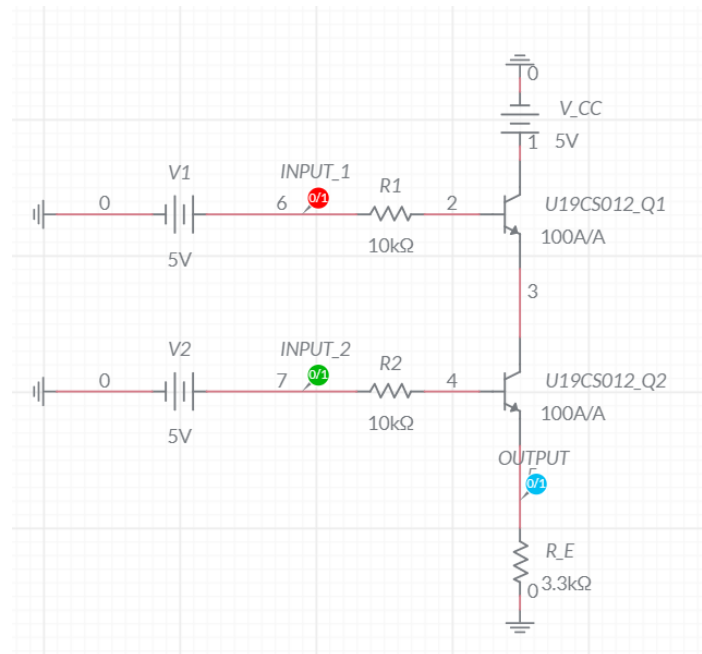 0
V_CC
1 5V
V1
INPUT_1
0/1
R1
0
6
2
U19CS012_Q1
5V
10kΩ
100A/A
3
V2
INPUT_2
0/1
R2
0
7
4
U19CS012_Q2
5V
10kΩ
100A/A
OUTPUT
0/1
R_E
0 3.3kΩ